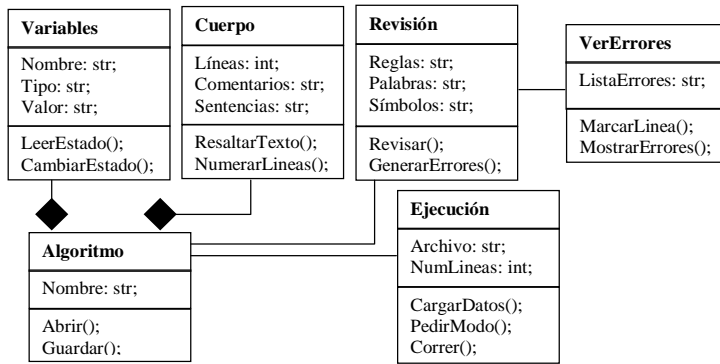 Variables
Nombre: str;
Tipo: str;
Valor: str;
LeerEstado();
CambiarEstado();
Cuerpo
Líneas: int;
Comentarios: str;
Sentencias: str;
ResaltarTexto();
NumerarLineas();
Revisión
Reglas: str;
Palabras: str;
Símbolos: str;
Revisar();
GenerarErrores();
VerErrores
ListaErrores: str;
MarcarLinea();
MostrarErrores();
Algoritmo
Nombre: str;
Abrir();
Guardar();
Ejecución
Archivo: str;
NumLineas: int;
CargarDatos();
PedirModo();
Correr();